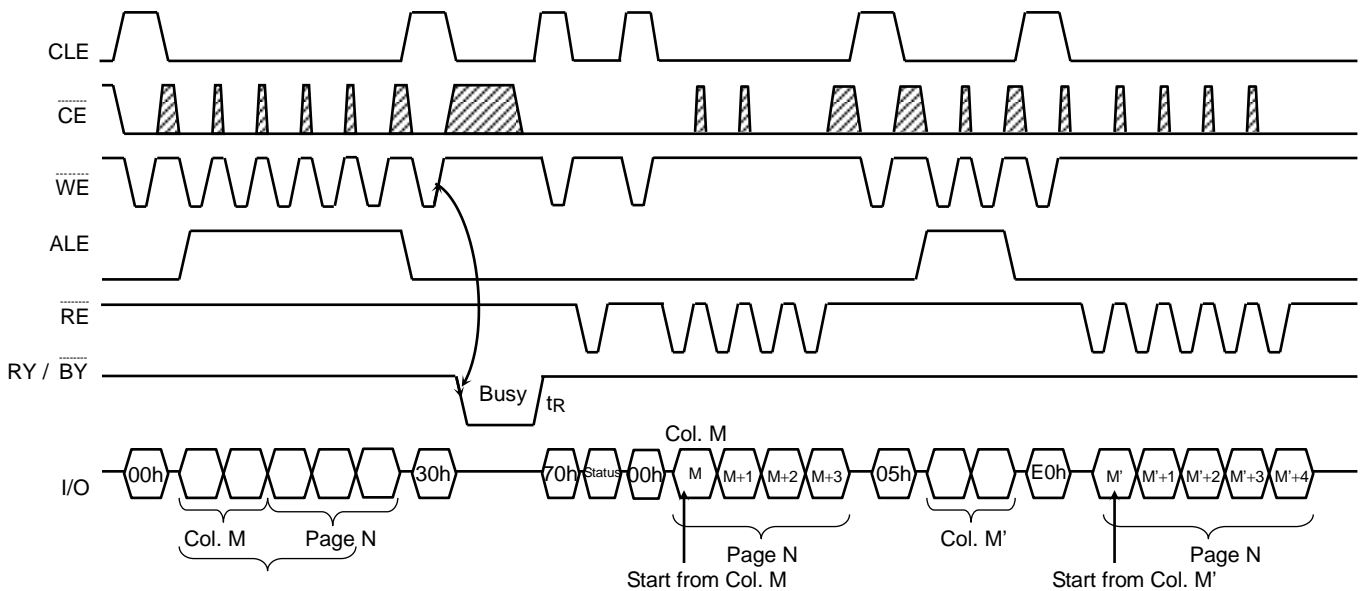 CLE
CE
WE
ALE
RE
RY / BY
Busy
tR
Col. M
I/O
00h
30h
70h
Status
00h
M
M+1
M+2
M+3
05h
E0h
M'
M'+1
M'+2
M'+3
M'+4
Col. M
Page N
Page N
Col. M'
Page N
Start from Col. M
Start from Col. M'